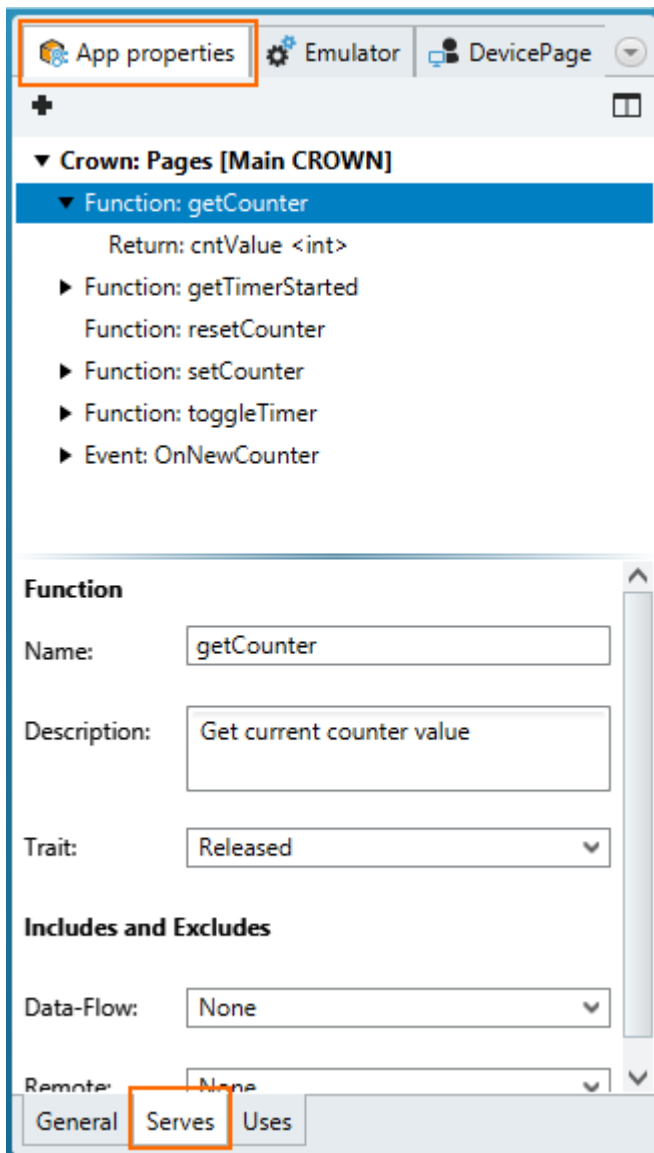 App properties Emulator DevicePage
Crown: Pages [Main CROWN]
Function: getCounter
Return: cntValue <int>
Function: getTimerStarted
Function: resetCounter
Function: setCounter
Function: toggleTimer
Event: OnNewCounter
Function
Name: getCounter
Description: Get current counter value
Trait: Released
Includes and Excludes
Data-Flow: None
Remote: None
General Serves Uses